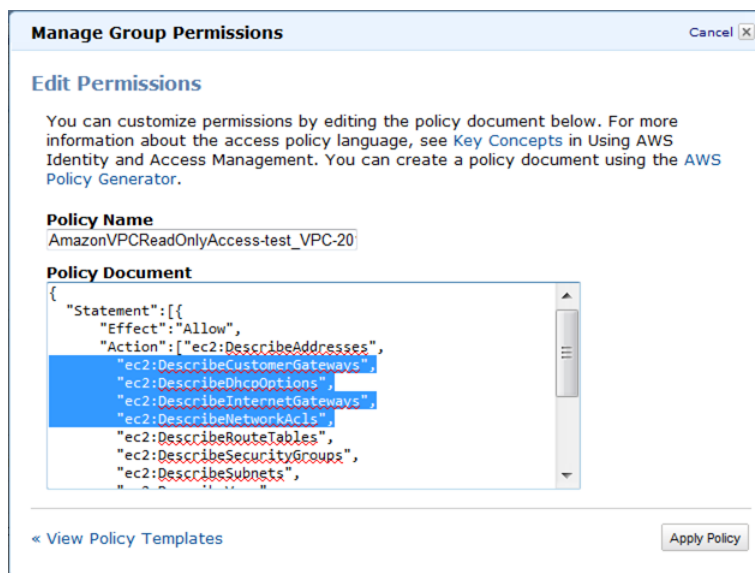 Manage Group Permissions
Cancel
Edit Permissions
You can customize permissions by editing the policy document below. For more
information about the access policy language, see Key Concepts in Using AWS
Identity and Access Management. You can create a policy document using the AWS
Policy Generator.
Policy Name
AmazonVPCReadOnlyAccess-test_VPC-20
Policy Document
{
"Statement":[{
"Effect":"Allow",
"Action":["ec2:DescribeAddresses",
"ec2:DescribeCustomerGateways",
"ec2:DescribeDhcpOptions",
"ec2:DescribeInternetGateways",
"ec2:DescribeNetworkAcls",
"ec2:DescribeRouteTables",
"ec2:DescribeSecurityGroups",
"ec2:DescribeSubnets",
« View Policy Templates
Apply Policy